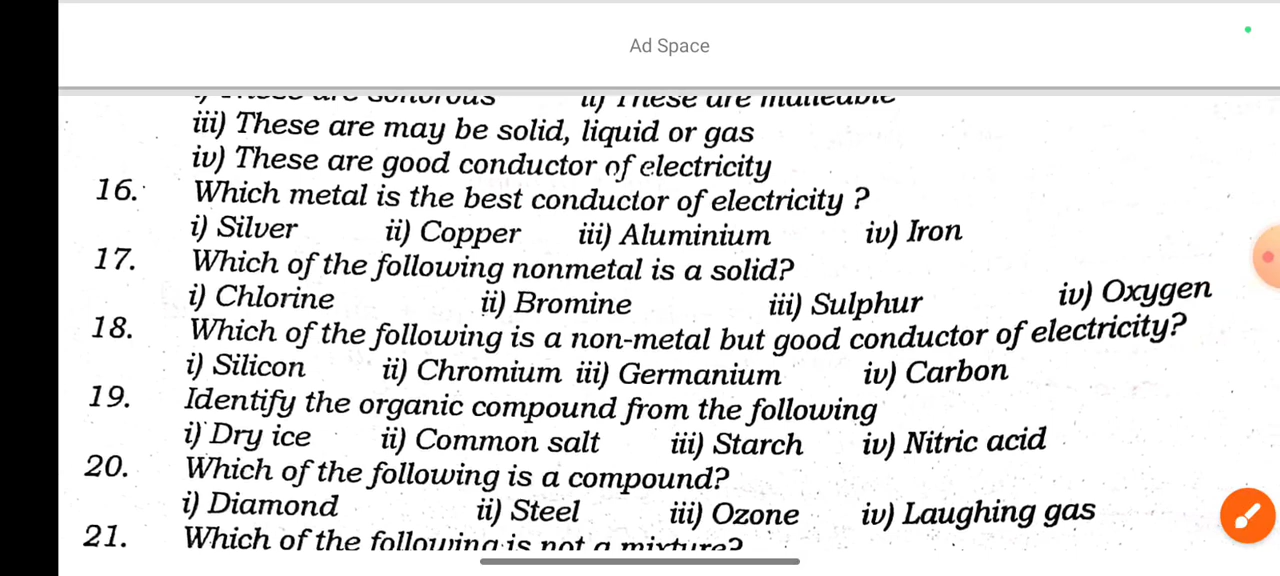 Ad Space
iii) These are may be solid, liquid or gas
iv) These are good conductor of electricity
16. Which metal is the best conductor of electricity ?
i) Silver ii) Copper iii) Aluminium iv) Iron
17. Which of the following nonmetal is a solid?
i) Chlorine ii) Bromine iii) Sulphur iv) Oxygen
18. Which of the following is a non-metal but good conductor of electricity?
i) Silicon ii) Chromium iii) Germanium iv) Carbon
19. Identify the organic compound from the following
i) Dry ice ii) Common salt iii) Starch iv) Nitric acid
20. Which of the following is a compound?
i) Diamond ii) Steel iii) Ozone iv) Laughing gas
21. Which of the following is not a mixture?